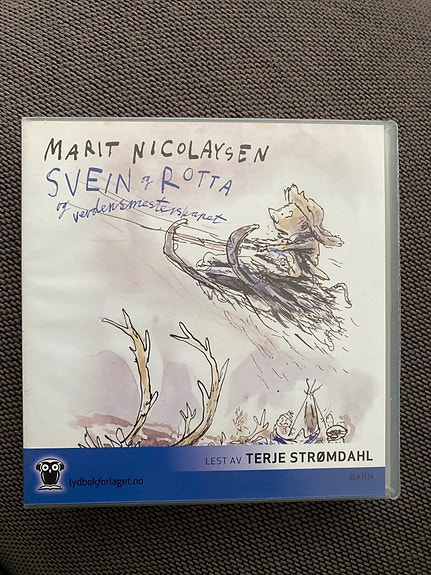 MARIT NICOLAYSEN
SVEIN og ROTTA
og verdensmesterskapet
LEST AV TERJE STRØMDAHL
lydbokforlaget.no
BARN